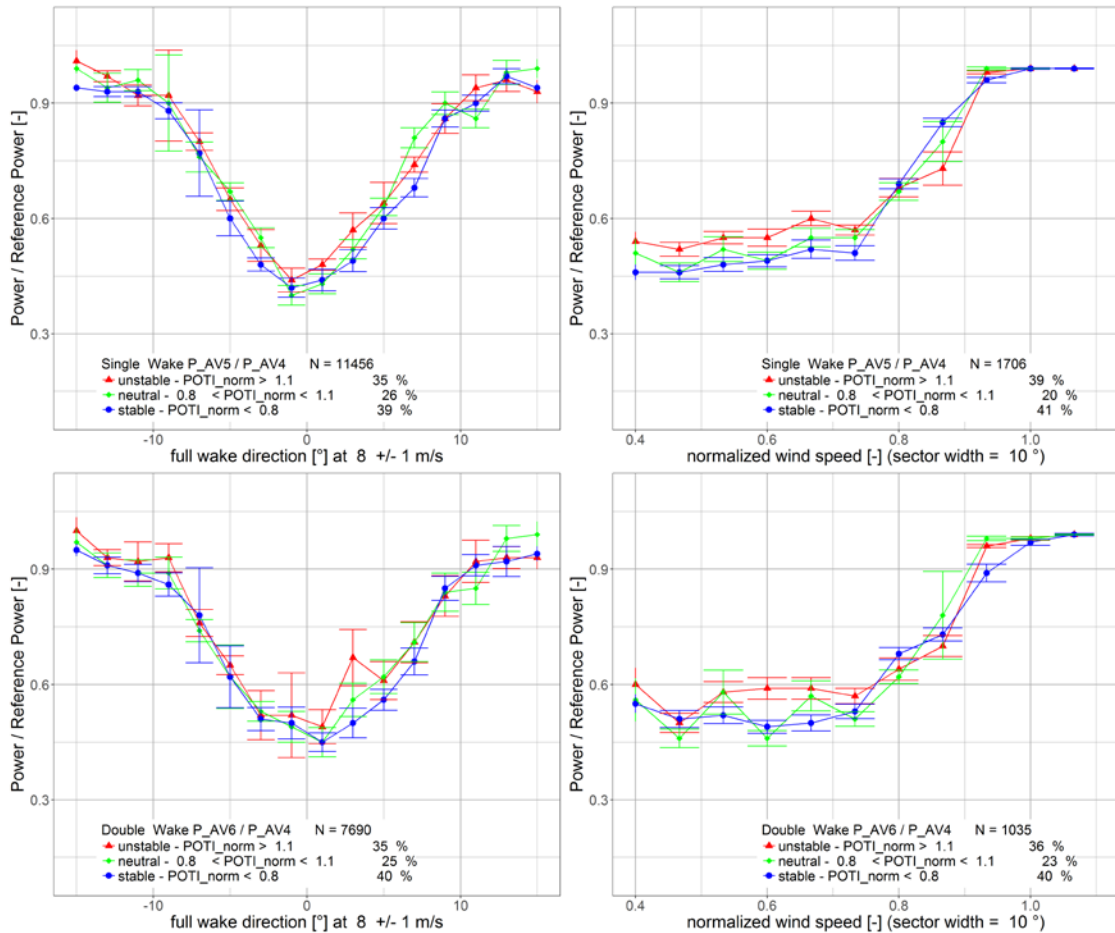 Power / Reference Power [-]
0.9
0.6
0.3
Single Wake P_AV5 / P_AV4 N = 11456
unstable - POTI_norm > 1.1 35 %
neutral - 0.8 < POTI_norm < 1.1 26 %
stable - POTI_norm < 0.8 39 %
-10 0 10
full wake direction [°] at 8 +/- 1 m/s
Power / Reference Power [-]
0.9
0.6
0.3
Single Wake P_AV5 / P_AV4 N = 1706
unstable - POTI_norm > 1.1 39 %
neutral - 0.8 < POTI_norm < 1.1 20 %
stable - POTI_norm < 0.8 41 %
0.4 0.6 0.8 1.0
normalized wind speed [-] (sector width = 10 °)
Power / Reference Power [-]
0.9
0.6
0.3
Double Wake P_AV6 / P_AV4 N = 7690
unstable - POTI_norm > 1.1 35 %
neutral - 0.8 < POTI_norm < 1.1 25 %
stable - POTI_norm < 0.8 40 %
-10 0 10
full wake direction [°] at 8 +/- 1 m/s
Power / Reference Power [-]
0.9
0.6
0.3
Double Wake P_AV6 / P_AV4 N = 1035
unstable - POTI_norm > 1.1 36 %
neutral - 0.8 < POTI_norm < 1.1 23 %
stable - POTI_norm < 0.8 40 %
0.4 0.6 0.8 1.0
normalized wind speed [-] (sector width = 10 °)